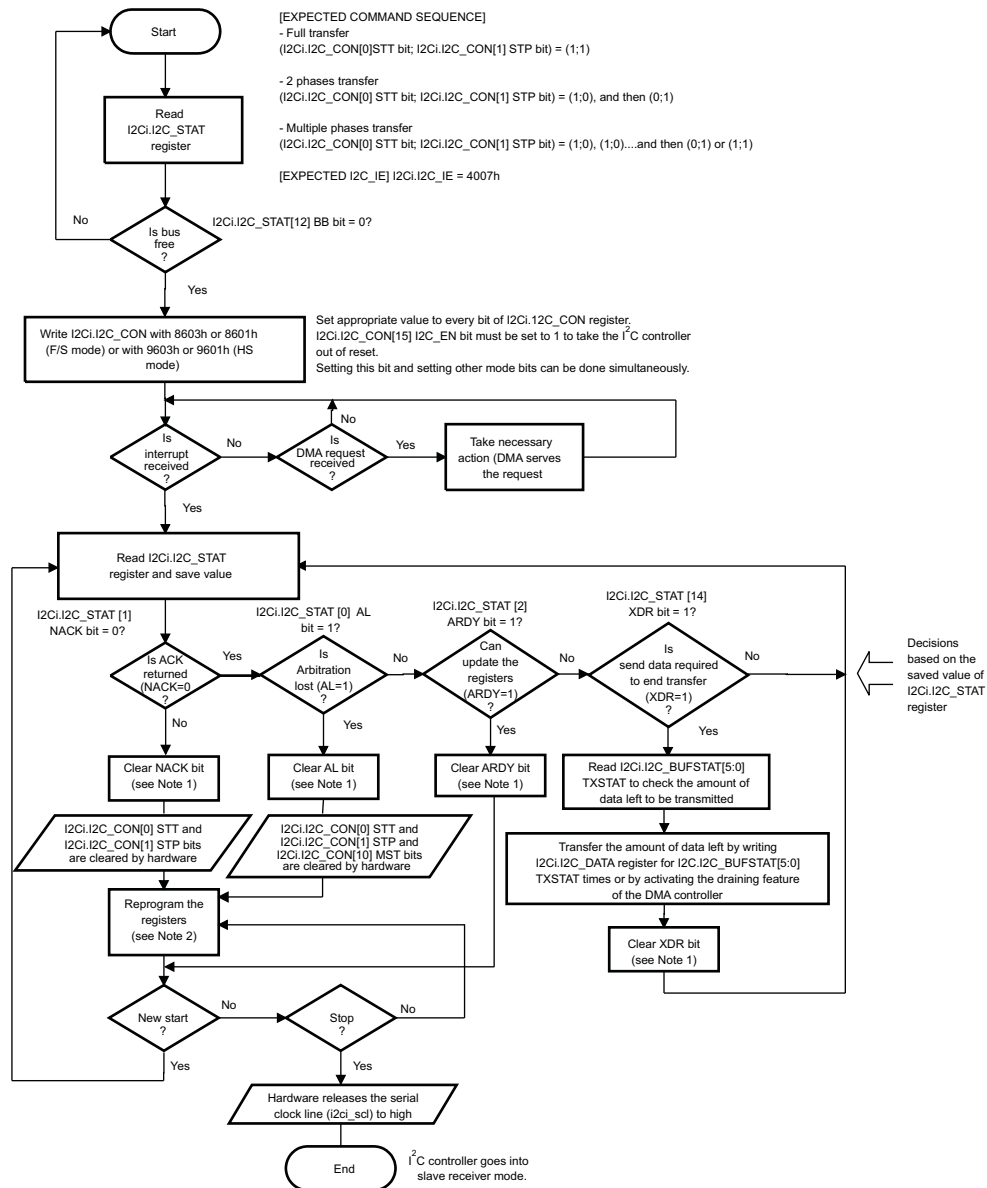 Start
[EXPECTED COMMAND SEQUENCE]
- Full transfer
(I2Ci.I2C_CON[0]STT bit; I2Ci.I2C_CON[1] STP bit) = (1;1)
- 2 phases transfer
(I2Ci.I2C_CON[0] STT bit; I2Ci.I2C_CON[1] STP bit) = (1;0), and then (0;1)
- Multiple phases transfer
(I2Ci.I2C_CON[0] STT bit; I2Ci.I2C_CON[1] STP bit) = (1;0), (1;0)....and then (0;1) or (1;1)
[EXPECTED I2C_IE] I2Ci.I2C_IE = 4007h
Read
I2Ci.I2C_STAT
register
No
I2Ci.I2C_STAT[12] BB bit = 0?
Is bus
free
?
Yes
Write I2Ci.I2C_CON with 8603h or 8601h
(F/S mode) or with 9603h or 9601h (HS
mode)
Set appropriate value to every bit of I2Ci.12C_CON register.
I2Ci.I2C_CON[15] I2C_EN bit must be set to 1 to take the I2C controller
out of reset.
Setting this bit and setting other mode bits can be done simultaneously.
Is
interrupt
received
?
No
Is
DMA request
received
?
No
Yes
Take necessary
action (DMA serves
the request
Yes
Read I2Ci.I2C_STAT
register and save value
I2Ci.I2C_STAT [1]
NACK bit = 0?
I2Ci.I2C_STAT [0] AL
bit = 1?
I2Ci.I2C_STAT [2]
ARDY bit = 1?
I2Ci.I2C_STAT [14]
XDR bit = 1?
Is ACK
returned
(NACK=0
?
Yes
Is
Arbitration
lost (AL=1)
?
No
Can
update the
registers
(ARDY=1)
?
No
Is
send data required
to end transfer
(XDR=1)
?
No
Decisions
based on the
saved value of
I2Ci.I2C_STAT
register
No
Yes
Yes
Yes
Clear NACK bit
(see Note 1)
Clear AL bit
(see Note 1)
Clear ARDY bit
(see Note 1)
Read I2Ci.I2C_BUFSTAT[5:0]
TXSTAT to check the amount of
data left to be transmitted
I2Ci.I2C_CON[0] STT and
I2Ci.I2C_CON[1] STP bits
are cleared by hardware
I2Ci.I2C_CON[0] STT and
I2Ci.I2C_CON[1] STP and
I2Ci.I2C_CON[10] MST bits
are cleared by hardware
Transfer the amount of data left by writing
I2Ci.I2C_DATA register for I2C.I2C_BUFSTAT[5:0]
TXSTAT times or by activating the draining feature
of the DMA controller
Reprogram the
registers
(see Note 2)
Clear XDR bit
(see Note 1)
New start
?
No
Stop
?
No
Yes
Yes
Hardware releases the serial
clock line (i2ci_scl) to high
End
I2C controller goes into
slave receiver mode.